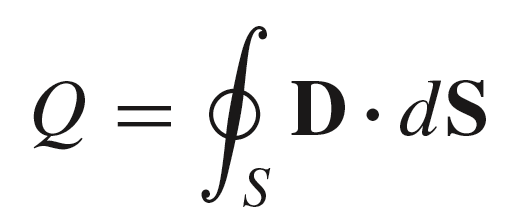 Q = ∮_S D · dS